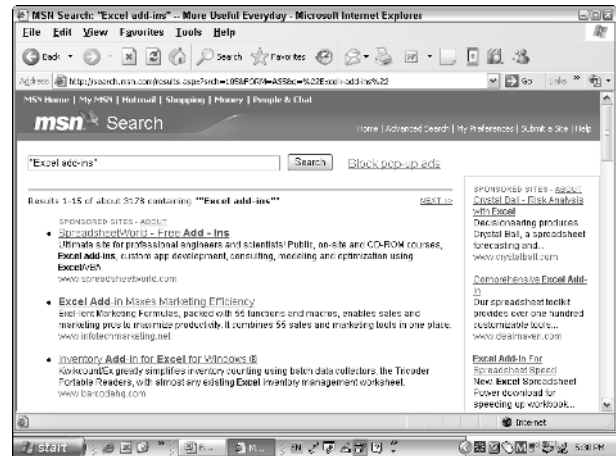 MSN Search: "Excel add-ins" -- More Useful Everyday - Microsoft Internet Explorer
File Edit View Favorites Tools Help
Back Search Favorites
Address http://search.msn.com/results.aspx?srch=105&FORM=AS5&q=%22Excel+add-ins%22 Go Links »
MSN Home | My MSN | Hotmail | Shopping | Money | People & Chat
msn Search
Home | Advanced Search | My Preferences | Submit a Site | Help
"Excel add-ins" Search Block pop-up ads
Results 1-15 of about 3178 containing ""Excel add-ins"" NEXT >>
SPONSORED SITES - ABOUT
• SpreadsheetWorld - Free Add - Ins
Ultimate site for professional engineers and scientists! Public, on-site and CD-ROM courses,
Excel add-ins, custom app development, consulting, modeling and optimization using
Excel/VBA.
www.spreadsheetworld.com
• Excel Add-in Maxes Marketing Efficiency
Excel-lent Marketing Formulas, packed with 55 functions and macros, enables sales and
marketing pros to maximize productivity. It combines 55 sales and marketing tools in one place.
www.infotechmarketing.net
• Inventory Add-in for Excel for Windows ®
Kwikcount/Ex greatly simplifies inventory counting using batch data collectors, the Tricoder
Portable Readers, with almost any existing Excel inventory management worksheet.
www.barcodehq.com
SPONSORED SITES - ABOUT
Crystal Ball - Risk Analysis
with Excel
Decisioneering produces
Crystal Ball, a spreadsheet
forecasting and...
www.crystalball.com
Comprehensive Excel Add-
in
Our spreadsheet toolkit
provides over one hundred
customizable tools...
www.dealmaven.com
Excel Add-In For
Spreadsheet Speed
New Excel Spreadsheet
Power download for
speeding up workbook...
Internet
start » B... M... EN 5:30 PM